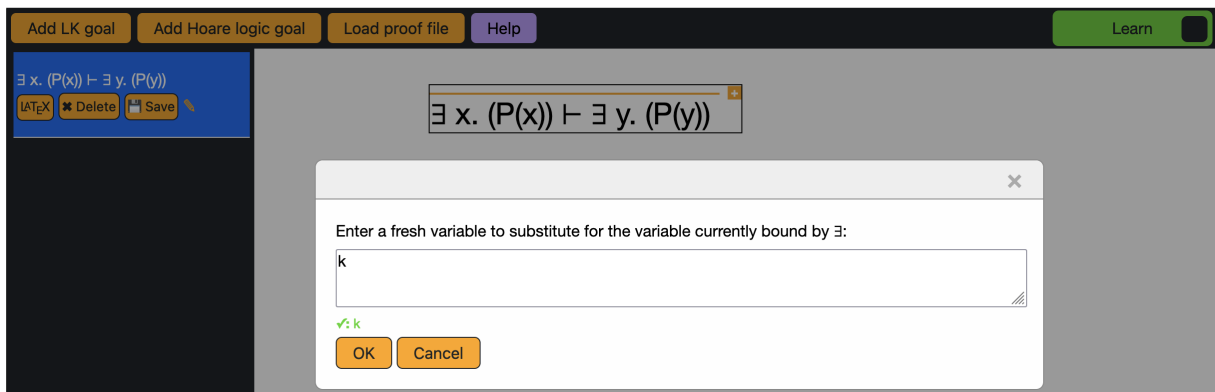 Add LK goal Add Hoare logic goal Load proof file Help Learn
∃ x. (P(x)) ⊢ ∃ y. (P(y))
LATEX ✖ Delete 💾 Save ✎
+
∃ x. (P(x)) ⊢ ∃ y. (P(y))
×
Enter a fresh variable to substitute for the variable currently bound by ∃:
k
✓: k
OK Cancel